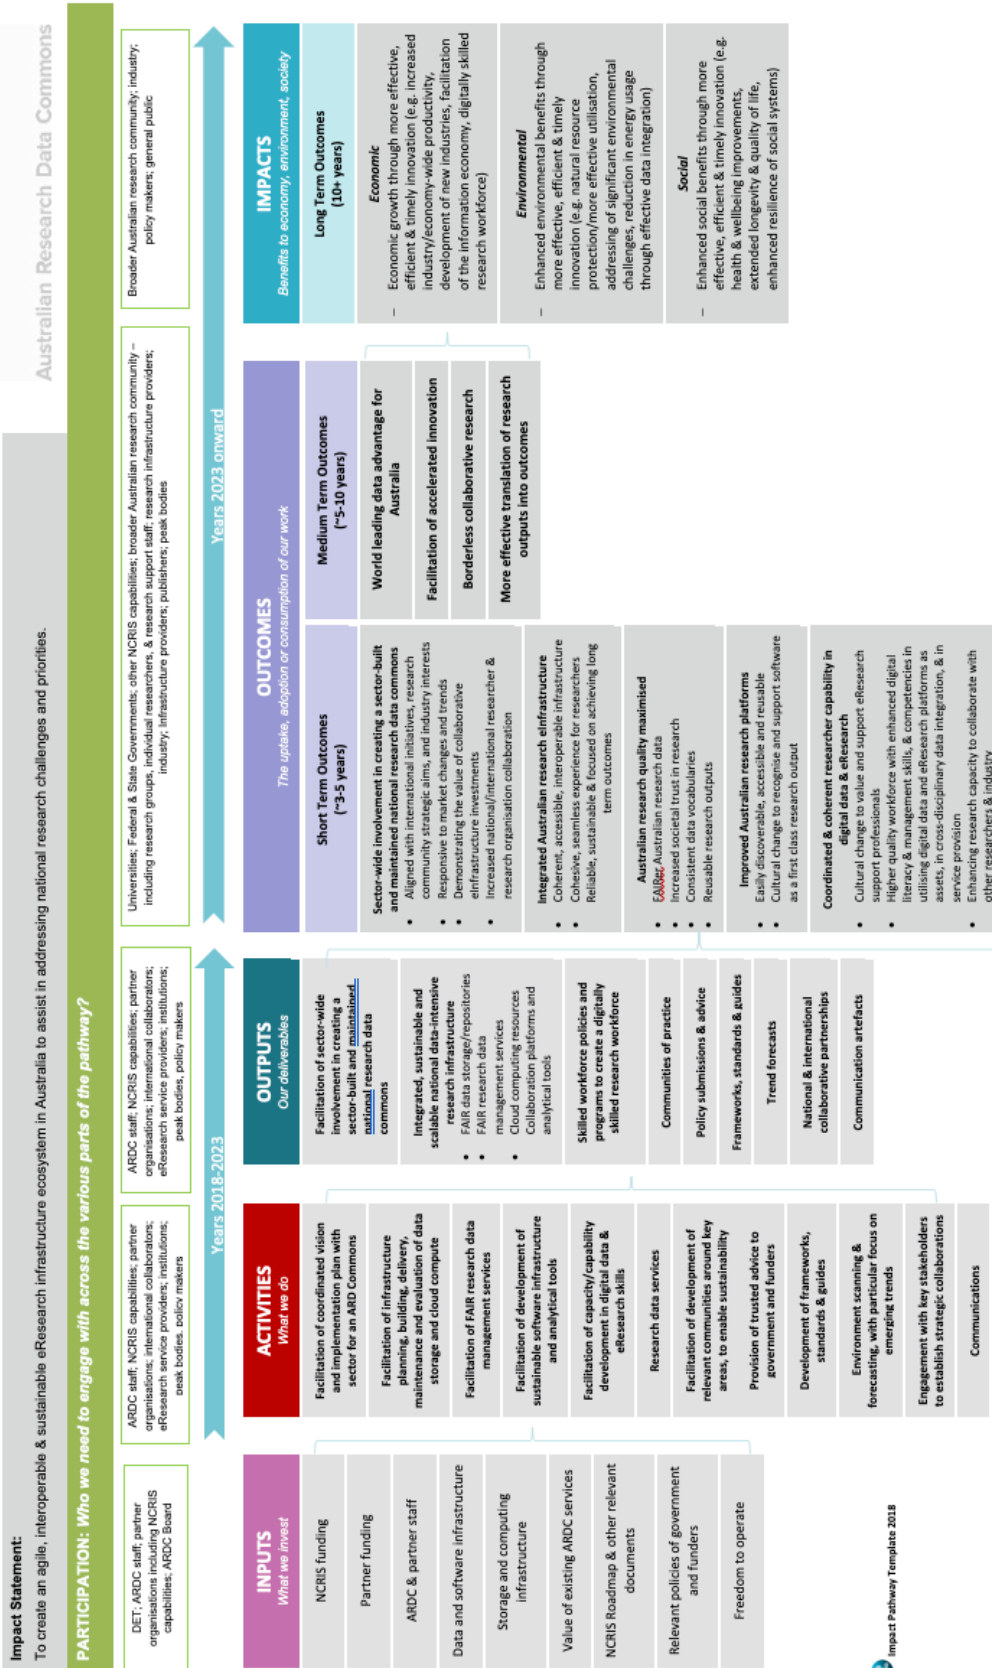 Australian Research Data Commons
Impact Statement:
To create an agile, interoperable & sustainable eResearch infrastructure ecosystem in Australia to assist in addressing national research challenges and priorities.
PARTICIPATION: Who we need to engage with across the various parts of the pathway?
DET; ARDC staff; partner
organisations including NCRIS
capabilities; ARDC Board
ARDC staff; NCRIS capabilities; partner
organisations; international collaborators;
eResearch service providers; institutions;
peak bodies, policy makers
ARDC staff; NCRIS capabilities; partner
organisations; international collaborators;
eResearch service providers; institutions;
peak bodies, policy makers
Universities; Federal & State Governments; other NCRIS capabilities; broader Australian research community –
including research groups, individual researchers, & research support staff; research infrastructure providers;
industry; infrastructure providers; publishers; peak bodies
Broader Australian research community; industry;
policy makers; general public
Years 2018-2023
Years 2023 onward
INPUTS
What we invest
NCRIS funding
Partner funding
ARDC & partner staff
Data and software infrastructure
Storage and computing
infrastructure
Value of existing ARDC services
NCRIS Roadmap & other relevant
documents
Relevant policies of government
and funders
Freedom to operate
ACTIVITIES
What we do
Facilitation of coordinated vision
and implementation plan with
sector for an ARD Commons
Facilitation of infrastructure
planning, building, delivery,
maintenance and evaluation of data
storage and cloud compute
Facilitation of FAIR research data
management services
Facilitation of development of
sustainable software infrastructure
and analytical tools
Facilitation of capacity/capability
development in digital data &
eResearch skills
Research data services
Facilitation of development of
relevant communities around key
areas, to enable sustainability
Provision of trusted advice to
government and funders
Development of frameworks,
standards & guides
Environment scanning &
forecasting, with particular focus on
emerging trends
Engagement with key stakeholders
to establish strategic collaborations
Communications
OUTPUTS
Our deliverables
Facilitation of sector-wide
involvement in creating a
sector-built and maintained
national research data
commons
Integrated, sustainable and
scalable national data-intensive
research infrastructure
• FAIR data storage/repositories
• FAIR research data
management services
• Cloud computing resources
Collaboration platforms and
analytical tools
Skilled workforce policies and
programs to create a digitally
skilled research workforce
Communities of practice
Policy submissions & advice
Frameworks, standards & guides
Trend forecasts
National & international
collaborative partnerships
Communication artefacts
OUTCOMES
The uptake, adoption or consumption of our work
Short Term Outcomes
(~3-5 years)
Sector-wide involvement in creating a sector-built
and maintained national research data commons
• Aligned with international initiatives, research
community strategic aims, and industry interests
• Responsive to market changes and trends
• Demonstrating the value of collaborative
eInfrastructure investments
• Increased national/international researcher &
research organisation collaboration
Integrated Australian research eInfrastructure
• Coherent, accessible, interoperable infrastructure
• Cohesive, seamless experience for researchers
Reliable, sustainable & focused on achieving long
term outcomes
Australian research quality maximised
• FAIRer Australian research data
• Increased societal trust in research
• Consistent data vocabularies
• Reusable research outputs
Improved Australian research platforms
• Easily discoverable, accessible and reusable
• Cultural change to recognise and support software
as a first class research output
Coordinated & coherent researcher capability in
digital data & eResearch
• Cultural change to value and support eResearch
support professionals
• Higher quality workforce with enhanced digital
literacy & management skills, & competencies in
utilising digital data and eResearch platforms as
assets, in cross-disciplinary data integration, & in
service provision
• Enhancing research capacity to collaborate with
other researchers & industry
Medium Term Outcomes
(~5-10 years)
World leading data advantage for
Australia
Facilitation of accelerated innovation
Borderless collaborative research
More effective translation of research
outputs into outcomes
IMPACTS
Benefits to economy, environment, society
Long Term Outcomes
(10+ years)
Economic
– Economic growth through more effective,
efficient & timely innovation (e.g. increased
industry/economy-wide productivity,
development of new industries, facilitation
of the information economy, digitally skilled
research workforce)
Environmental
– Enhanced environmental benefits through
more effective, efficient & timely
innovation (e.g. natural resource
protection/more effective utilisation,
addressing of significant environmental
challenges, reduction in energy usage
through effective data integration)
Social
– Enhanced social benefits through more
effective, efficient & timely innovation (e.g.
health & wellbeing improvements,
extended longevity & quality of life,
enhanced resilience of social systems)
Impact Pathway Template 2018